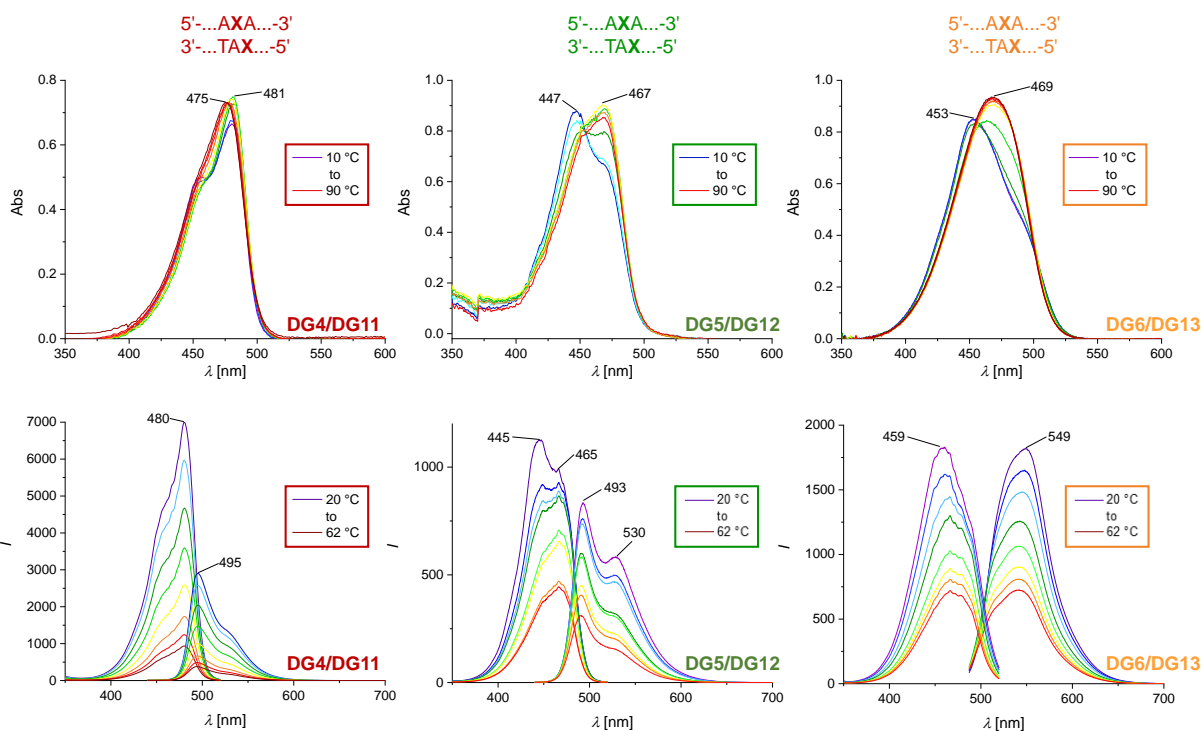 5'-...AXA...-3'
3'-...TAX...-5'
5'-...AXA...-3'
3'-...TAX...-5'
5'-...AXA...-3'
3'-...TAX...-5'
0.8
0.6
0.4
0.2
0.0
Abs
475
481
10 °C
to
90 °C
DG4/DG11
350 400 450 500 550 600
λ [nm]
1.0
0.8
0.6
0.4
0.2
0.0
Abs
447
467
10 °C
to
90 °C
DG5/DG12
350 400 450 500 550 600
λ [nm]
1.0
0.8
0.6
0.4
0.2
0.0
Abs
453
469
10 °C
to
90 °C
DG6/DG13
350 400 450 500 550 600
λ [nm]
7000
6000
5000
4000
3000
2000
1000
0
I
480
495
20 °C
to
62 °C
DG4/DG11
400 500 600 700
λ [nm]
1000
500
0
I
445
465
493
530
20 °C
to
62 °C
DG5/DG12
400 500 600 700
λ [nm]
2000
1500
1000
500
0
I
459
549
20 °C
to
62 °C
DG6/DG13
400 500 600 700
λ [nm]